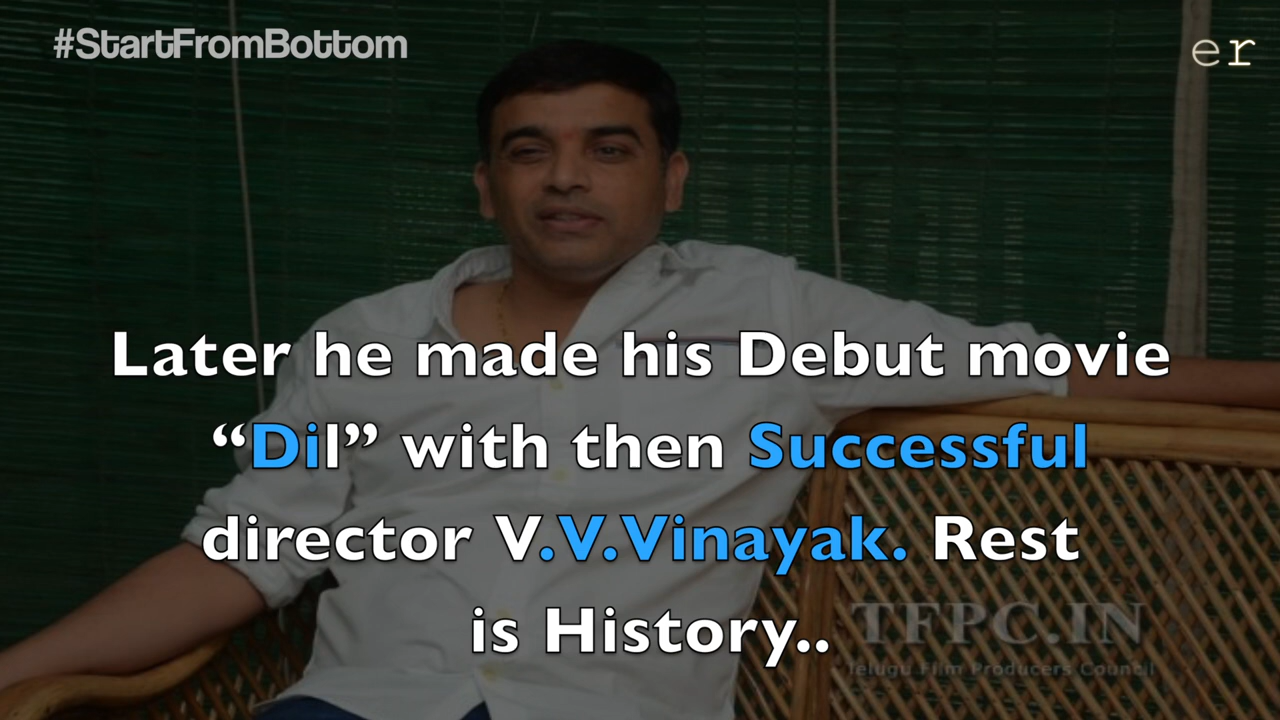 #StartFromBottom
er
Later he made his Debut movie
“Dil” with then Successful
director V.V.Vinayak. Rest
is History..
TFPC.IN
Telugu Film Producers Council